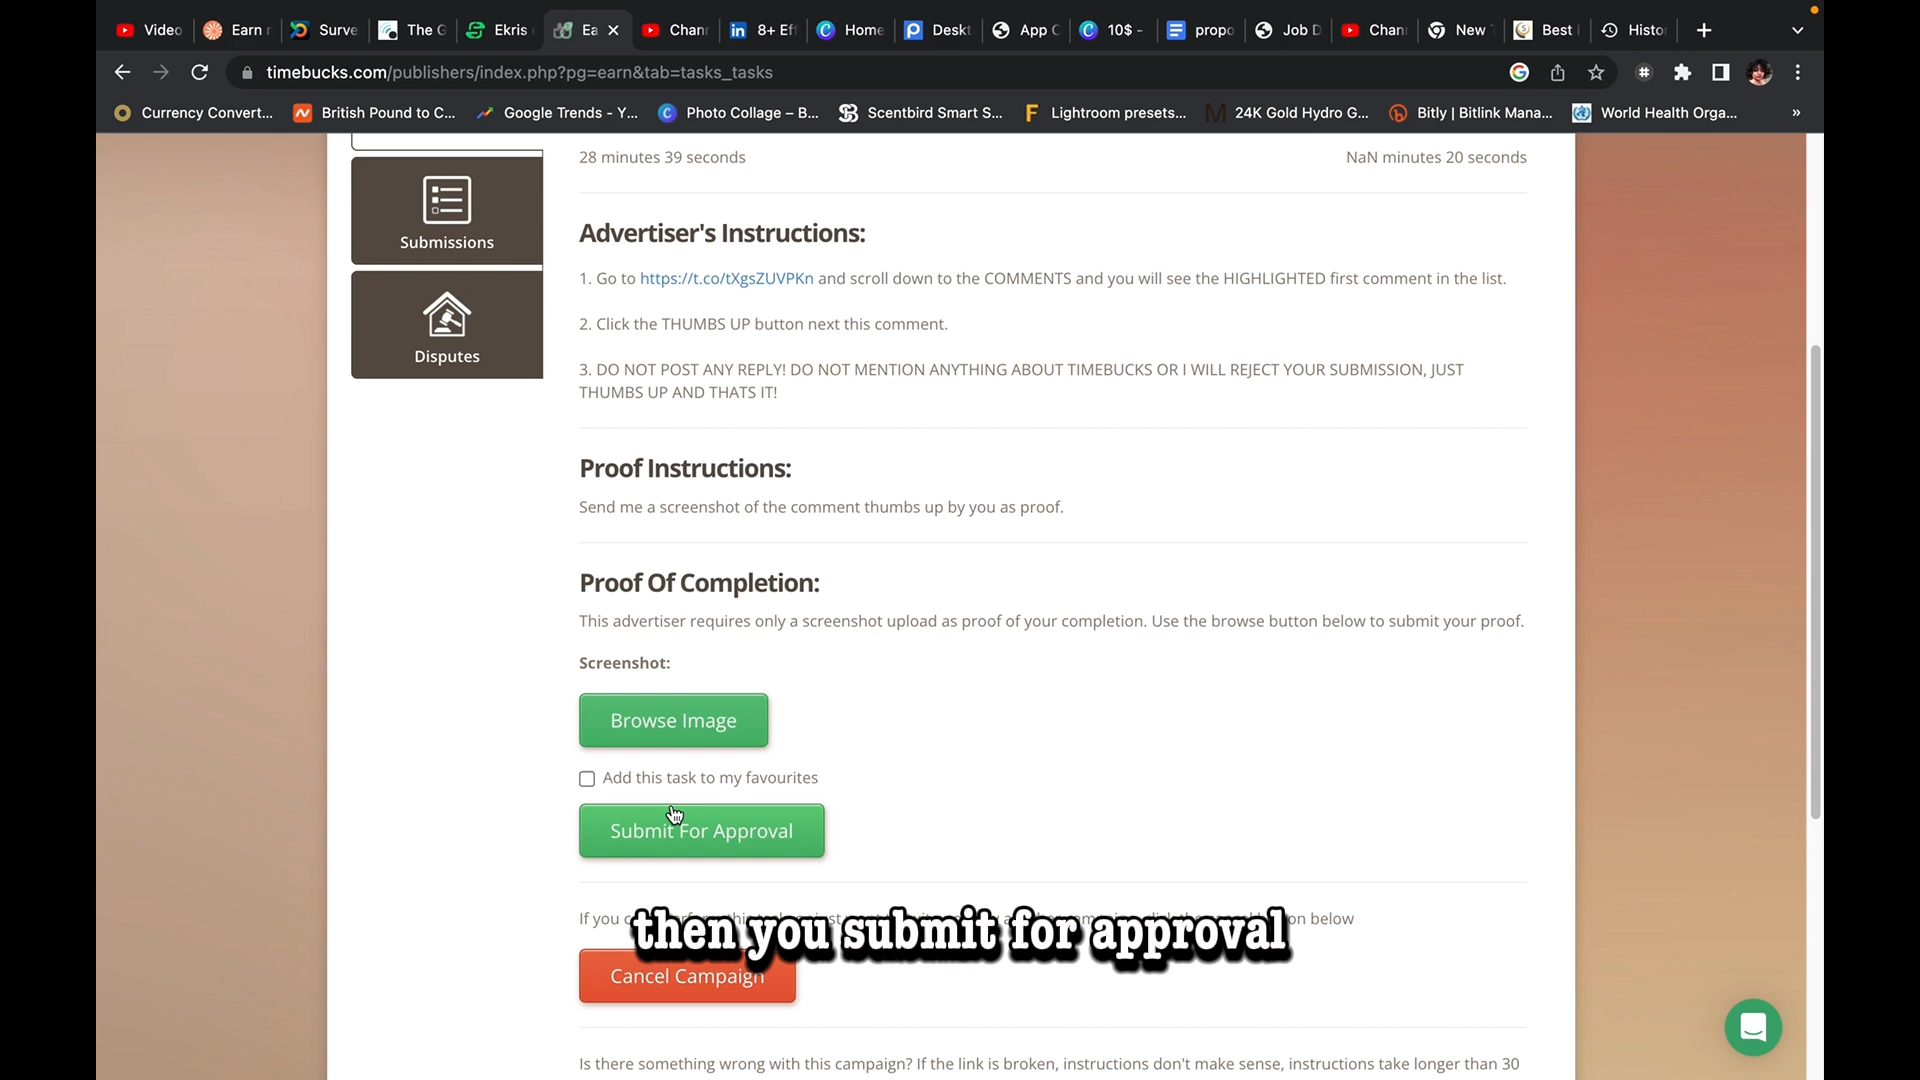 Video
Earn
Surve
The G
Ekris
Ea
Chan
8+ Ef
Home
Deskt
App C
10$ -
propo
Job D
Chan
New
Best
Histo
timebucks.com/publishers/index.php?pg=earn&tab=tasks_tasks
Currency Convert...
British Pound to C...
Google Trends - Y...
Photo Collage – B...
Scentbird Smart S...
Lightroom presets...
24K Gold Hydro G...
Bitly | Bitlink Mana...
World Health Orga...
»
28 minutes 39 seconds
NaN minutes 20 seconds
Submissions
Disputes
Advertiser's Instructions:
1. Go to https://t.co/tXgsZUVPKn and scroll down to the COMMENTS and you will see the HIGHLIGHTED first comment in the list.
2. Click the THUMBS UP button next this comment.
3. DO NOT POST ANY REPLY! DO NOT MENTION ANYTHING ABOUT TIMEBUCKS OR I WILL REJECT YOUR SUBMISSION, JUST
THUMBS UP AND THATS IT!
Proof Instructions:
Send me a screenshot of the comment thumbs up by you as proof.
Proof Of Completion:
This advertiser requires only a screenshot upload as proof of your completion. Use the browse button below to submit your proof.
Screenshot:
Browse Image
Add this task to my favourites
Submit For Approval
If you
below
then you submit for approval
Cancel Campaign
Is there something wrong with this campaign? If the link is broken, instructions don't make sense, instructions take longer than 30